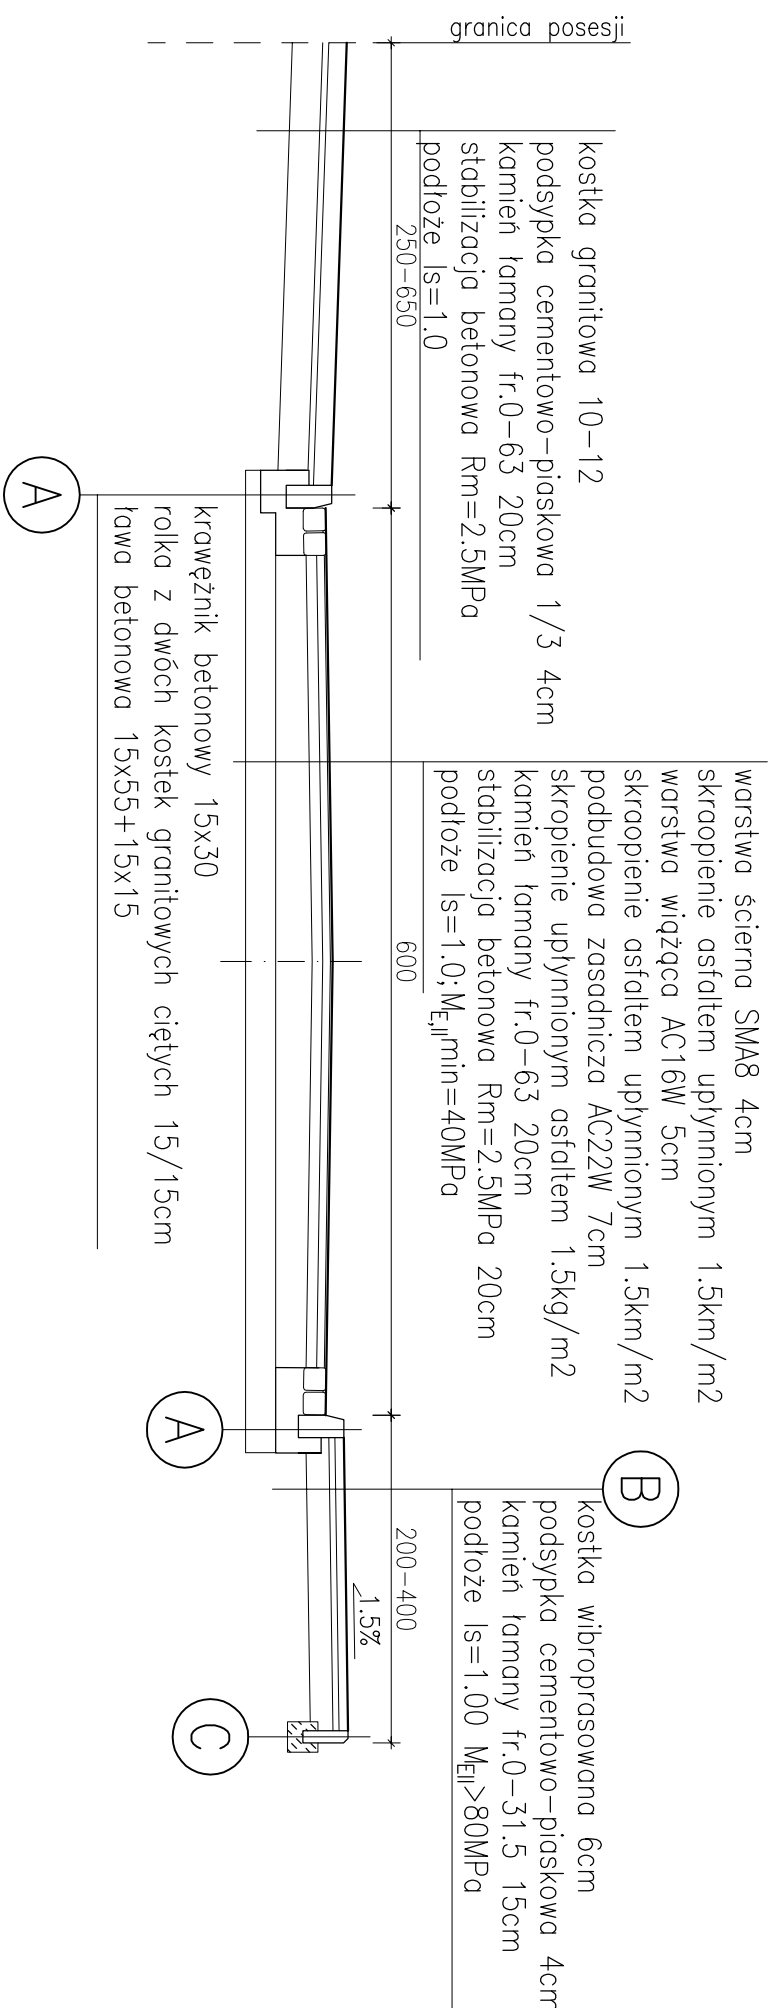 granica posesji
kostka granitowa 10-12
podsypka cementowo-piaskowa 1/3 4cm
kamień łamany fr.0-63 20cm
stabilizacja betonowa Rm=2.5MPa
podłoże Is=1.0
250-650
warstwa ścierna SMA8 4cm
skraopienie asfaltem upłynnionym 1.5km/m2
warstwa wiążąca AC16W 5cm
skraopienie asfaltem upłynnionym 1.5km/m2
podbudowa zasadnicza AC22W 7cm
skropienie upłynnionym asfaltem 1.5kg/m2
kamień łamany fr.0-63 20cm
stabilizacja betonowa Rm=2.5MPa 20cm
podłoże Is=1.0; ME,IImin=40MPa
600
B
kostka wibroprasowana 6cm
podsypka cementowo-piaskowa 4cm
kamień łamany fr.0-31.5 15cm
podłoże Is=1.00 MEII>80MPa
200-400
1.5%
krawężnik betonowy 15x30
rolka z dwóch kostek granitowych ciętych 15/15cm
ława betonowa 15x55+15x15
A
A
C